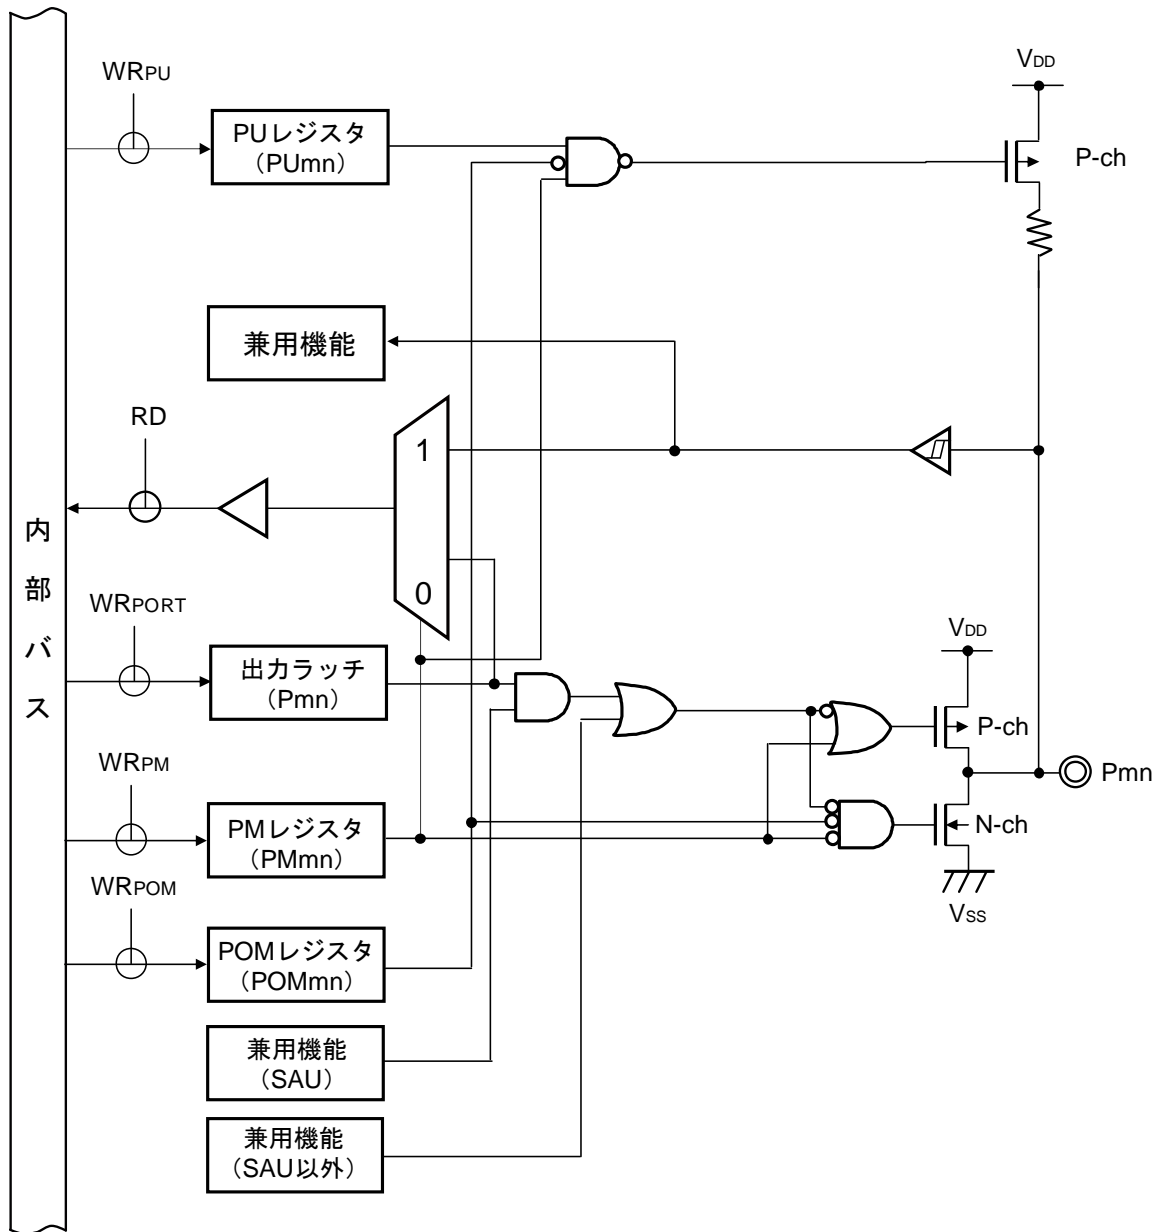 WRPU
PUレジスタ
（PUmn）
VDD
P-ch
兼用機能
RD
1
0
内部バス
WRPORT
出力ラッチ
（Pmn）
VDD
P-ch
Pmn
WRPM
PMレジスタ
（PMmn）
N-ch
VSS
WRPOM
POMレジスタ
（POMmn）
兼用機能
（SAU）
兼用機能
（SAU以外）